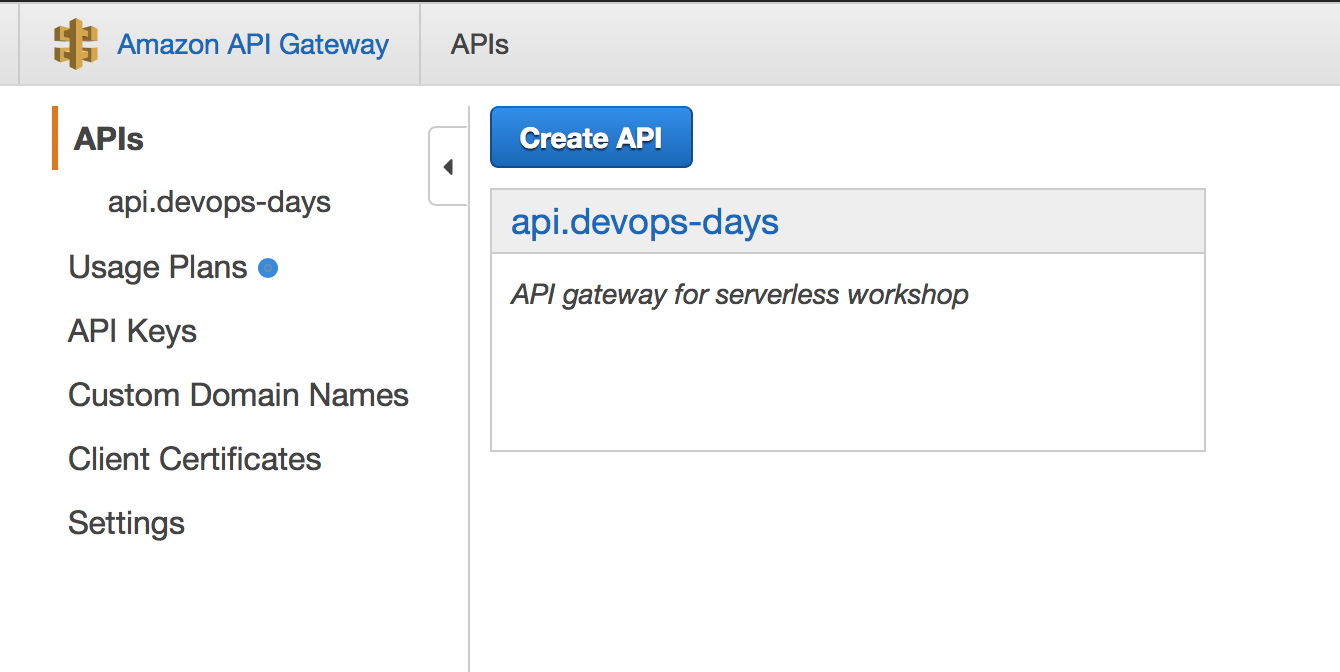 Amazon API Gateway
APIs
APIs
api.devops-days
Usage Plans
API Keys
Custom Domain Names
Client Certificates
Settings
Create API
api.devops-days
API gateway for serverless workshop